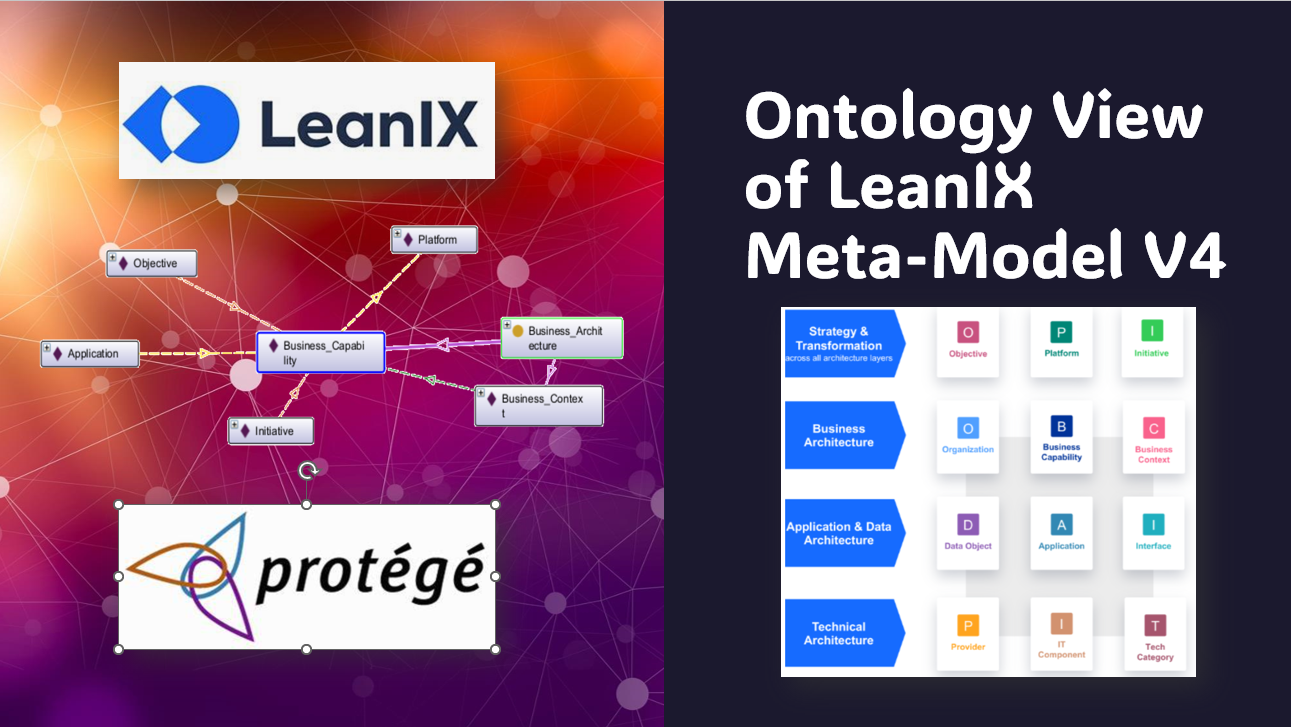 LeanIX
Platform
Objective
Business_Archit
ecture
Business_Capabi
lity
Application
Business_Contex
t
Initiative
protégé
Ontology View
of LeanIX
Meta-Model V4
Strategy &
Transformation
across all architecture layers
O
Objective
P
Platform
I
Initiative
Business
Architecture
O
Organization
B
Business
Capability
C
Business
Context
Application & Data
Architecture
D
Data Object
A
Application
I
Interface
Technical
Architecture
P
Provider
I
IT
Component
T
Tech
Category